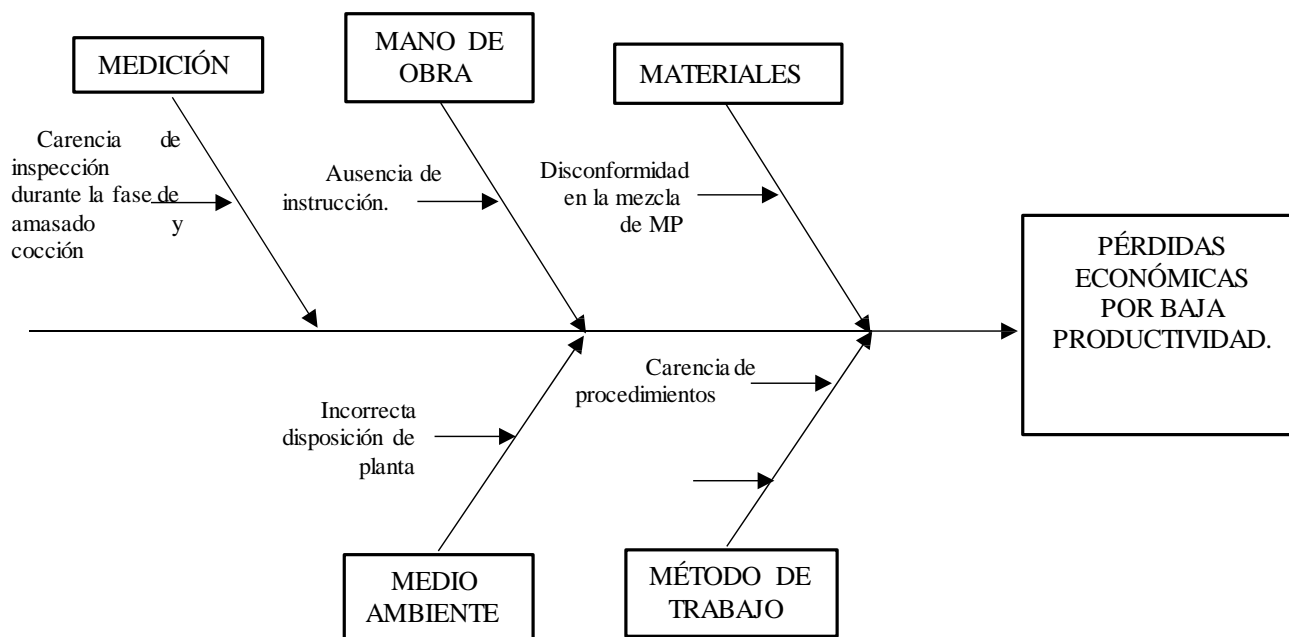 MEDICIÓN
MANO DE
OBRA
MATERIALES
Carencia de
inspección
durante la fase de
amasado y
cocción
Ausencia de
instrucción.
Disconformidad
en la mezcla
de MP
PÉRDIDAS
ECONÓMICAS
POR BAJA
PRODUCTIVIDAD.
Incorrecta
disposición de
planta
Carencia de
procedimientos
MEDIO
AMBIENTE
MÉTODO DE
TRABAJO